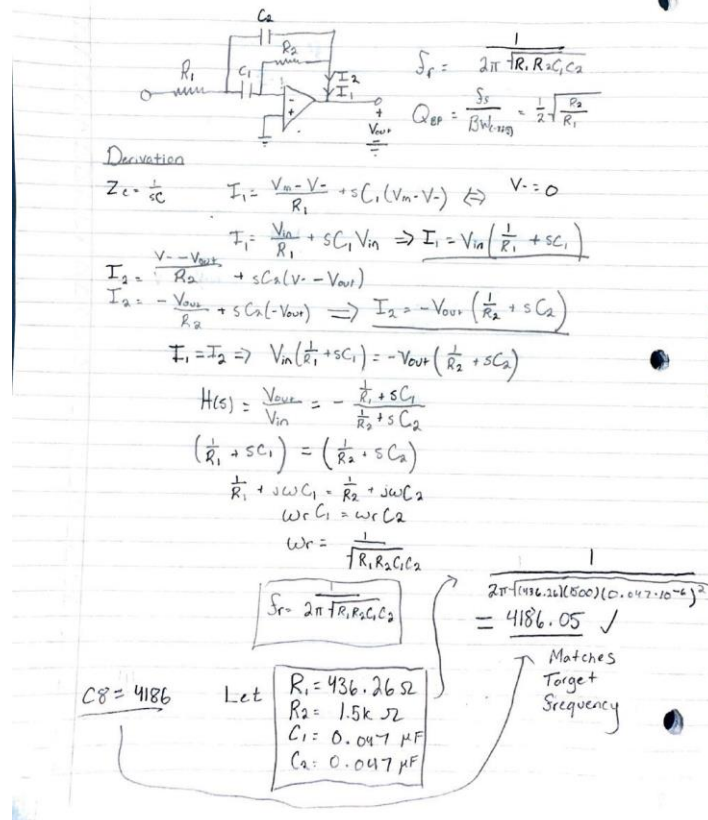 C₂
R₂
R₁
C₁
I₂
I₁
-
+
+
Vout
-
fr = 1 / 2π √R₁R₂C₁C₂
Q_BP = fs / BW(-3dB) = 1/2 √R₂/R₁
Derivation
Zc = 1/sC
I₁ = (Vin - V-)/R₁ + sC₁(Vin - V-) ⇔ V- = 0
I₁ = Vin/R₁ + sC₁Vin ⇒ I₁ = Vin(1/R₁ + sC₁)
I₂ = (V- - Vout)/R₂ + sC₂(V- - Vout)
I₂ = -Vout/R₂ + sC₂(-Vout) ⇒ I₂ = -Vout(1/R₂ + sC₂)
I₁ = I₂ => Vin(1/R₁ + sC₁) = -Vout(1/R₂ + sC₂)
H(s) = Vout/Vin = - (1/R₁ + sC₁)/(1/R₂ + sC₂)
(1/R₁ + sC₁) = (1/R₂ + sC₂)
1/R₁ + jωC₁ = 1/R₂ + jωC₂
ωrC₁ = ωrC₂
ωr = 1/√R₁R₂C₁C₂
fr = 1/2π√R₁R₂C₁C₂
1/2π√(436.26)(1500)(0.047·10⁻⁶)²
= 4186.05 ✓
Matches
Target
frequency
C8 = 4186
Let
R₁ = 436.26 Ω
R₂ = 1.5k Ω
C₁ = 0.047 μF
C₂ = 0.047 μF